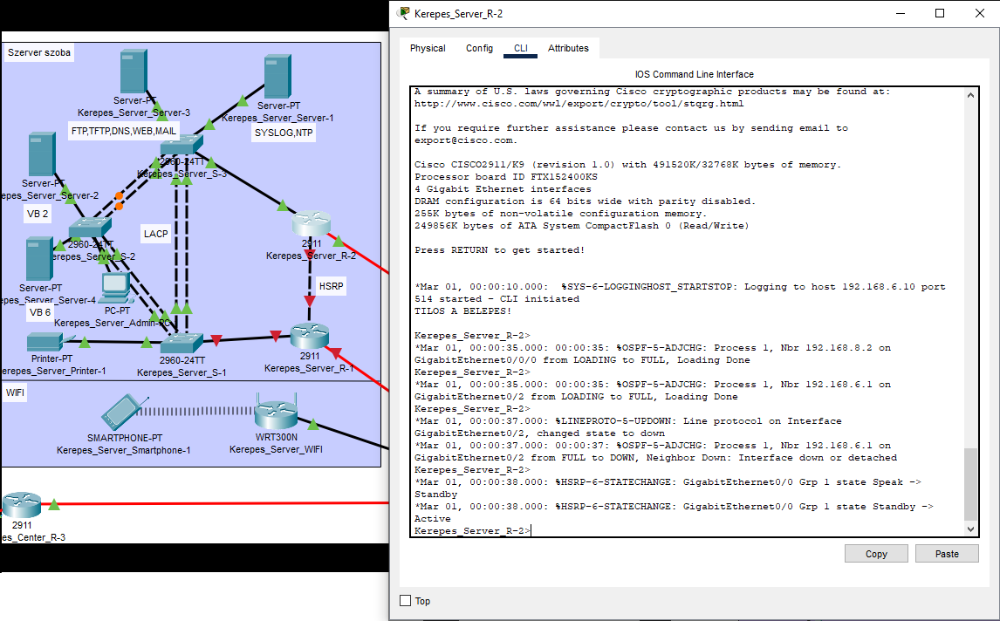 Szerver szoba
Server-PT
Kerepes_Server_Server-3
Server-PT
Kerepes_Server_Server-1
FTP,TFTP,DNS,WEB,MAIL
SYSLOG,NTP
2960-24TT
Kerepes_Server_S-3
Server-PT
epes_Server_Server-2
VB 2
LACP
2960-24TT
erepes_Server_S-2
2911
Kerepes_Server_R-2
HSRP
Server-PT
epes_Server_Server-4
VB 6
PC-PT
Kerepes_Server_Admin-PC
Printer-PT
erepes_Server_Printer-1
2960-24TT
Kerepes_Server_S-1
2911
Kerepes_Server_R-1
WIFI
SMARTPHONE-PT
Kerepes_Server_Smartphone-1
WRT300N
Kerepes_Server_WIFI
2911
es_Center_R-3
Kerepes_Server_R-2
Physical Config CLI Attributes
IOS Command Line Interface
A summary of U.S. laws governing Cisco cryptographic products may be found at:
http://www.cisco.com/wwl/export/crypto/tool/stqrg.html
If you require further assistance please contact us by sending email to
export@cisco.com.
Cisco CISCO2911/K9 (revision 1.0) with 491520K/32768K bytes of memory.
Processor board ID FTX152400KS
4 Gigabit Ethernet interfaces
DRAM configuration is 64 bits wide with parity disabled.
255K bytes of non-volatile configuration memory.
249856K bytes of ATA System CompactFlash 0 (Read/Write)
Press RETURN to get started!
*Mar 01, 00:00:10.000:  %SYS-6-LOGGINGHOST_STARTSTOP: Logging to host 192.168.6.10 port
514 started - CLI initiated
TILOS A BELEPES!
Kerepes_Server_R-2>
*Mar 01, 00:00:35.000: 00:00:35: %OSPF-5-ADJCHG: Process 1, Nbr 192.168.8.2 on
GigabitEthernet0/0/0 from LOADING to FULL, Loading Done
Kerepes_Server_R-2>
*Mar 01, 00:00:35.000: 00:00:35: %OSPF-5-ADJCHG: Process 1, Nbr 192.168.6.1 on
GigabitEthernet0/2 from LOADING to FULL, Loading Done
Kerepes_Server_R-2>
*Mar 01, 00:00:37.000: %LINEPROTO-5-UPDOWN: Line protocol on Interface
GigabitEthernet0/2, changed state to down
*Mar 01, 00:00:37.000: 00:00:37: %OSPF-5-ADJCHG: Process 1, Nbr 192.168.6.1 on
GigabitEthernet0/2 from FULL to DOWN, Neighbor Down: Interface down or detached
Kerepes_Server_R-2>
*Mar 01, 00:00:38.000: %HSRP-6-STATECHANGE: GigabitEthernet0/0 Grp 1 state Speak ->
Standby
*Mar 01, 00:00:38.000: %HSRP-6-STATECHANGE: GigabitEthernet0/0 Grp 1 state Standby ->
Active
Kerepes_Server_R-2>
Copy Paste
Top